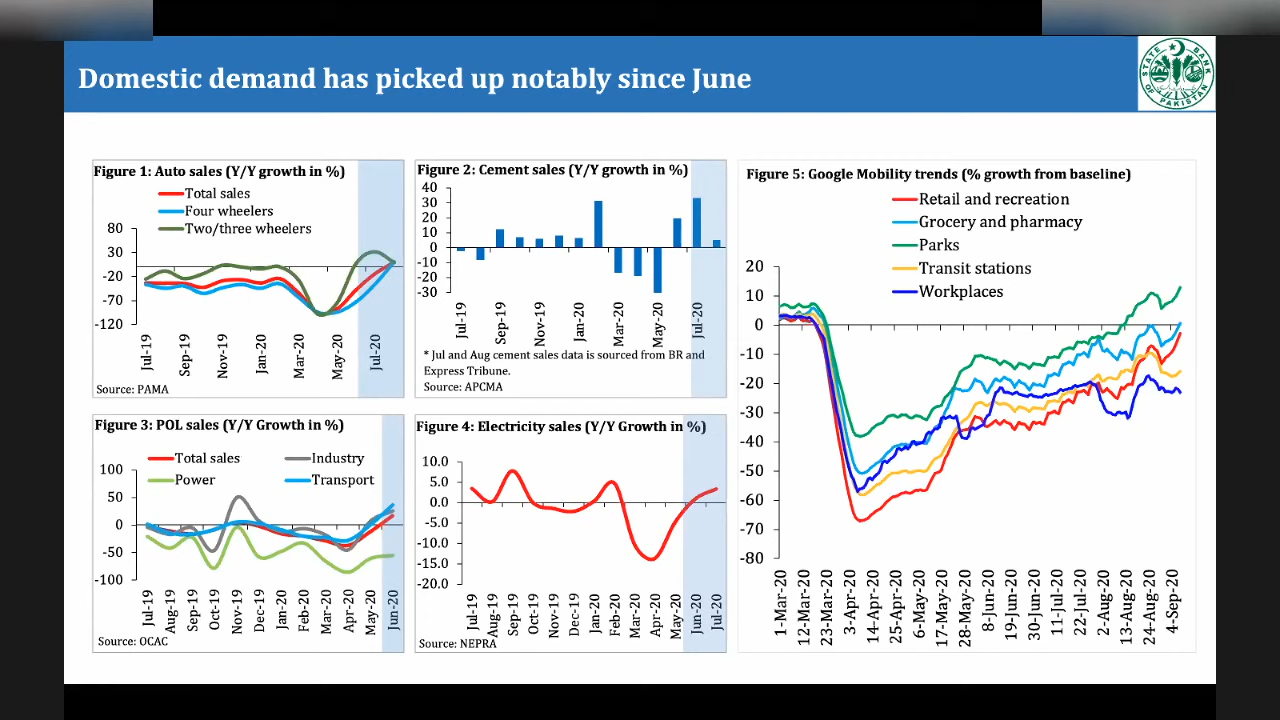 Domestic demand has picked up notably since June
STATE BANK OF PAKISTAN
Figure 1: Auto sales (Y/Y growth in %)
Total sales
Four wheelers
Two/three wheelers
80
30
-20
-70
-120
Jul-19
Sep-19
Nov-19
Jan-20
Mar-20
May-20
Jul-20
Source: PAMA
Figure 2: Cement sales (Y/Y growth in %)
40
30
20
10
0
-10
-20
-30
Jul-19
Sep-19
Nov-19
Jan-20
Mar-20
May-20
Jul-20
* Jul and Aug cement sales data is sourced from BR and
Express Tribune.
Source: APCMA
Figure 3: POL sales (Y/Y Growth in %)
Total sales
Industry
Power
Transport
100
50
0
-50
-100
Jul-19
Aug-19
Sep-19
Oct-19
Nov-19
Dec-19
Jan-20
Feb-20
Mar-20
Apr-20
May-20
Jun-20
Source: OCAC
Figure 4: Electricity sales (Y/Y Growth in %)
10.0
5.0
0.0
-5.0
-10.0
-15.0
-20.0
Jul-19
Aug-19
Sep-19
Oct-19
Nov-19
Dec-19
Jan-20
Feb-20
Mar-20
Apr-20
May-20
Jun-20
Jul-20
Source: NEPRA
Figure 5: Google Mobility trends (% growth from baseline)
Retail and recreation
Grocery and pharmacy
Parks
Transit stations
Workplaces
20
10
0
-10
-20
-30
-40
-50
-60
-70
-80
1-Mar-20
12-Mar-20
23-Mar-20
3-Apr-20
14-Apr-20
25-Apr-20
6-May-20
17-May-20
28-May-20
8-Jun-20
19-Jun-20
30-Jun-20
11-Jul-20
22-Jul-20
2-Aug-20
13-Aug-20
24-Aug-20
4-Sep-20